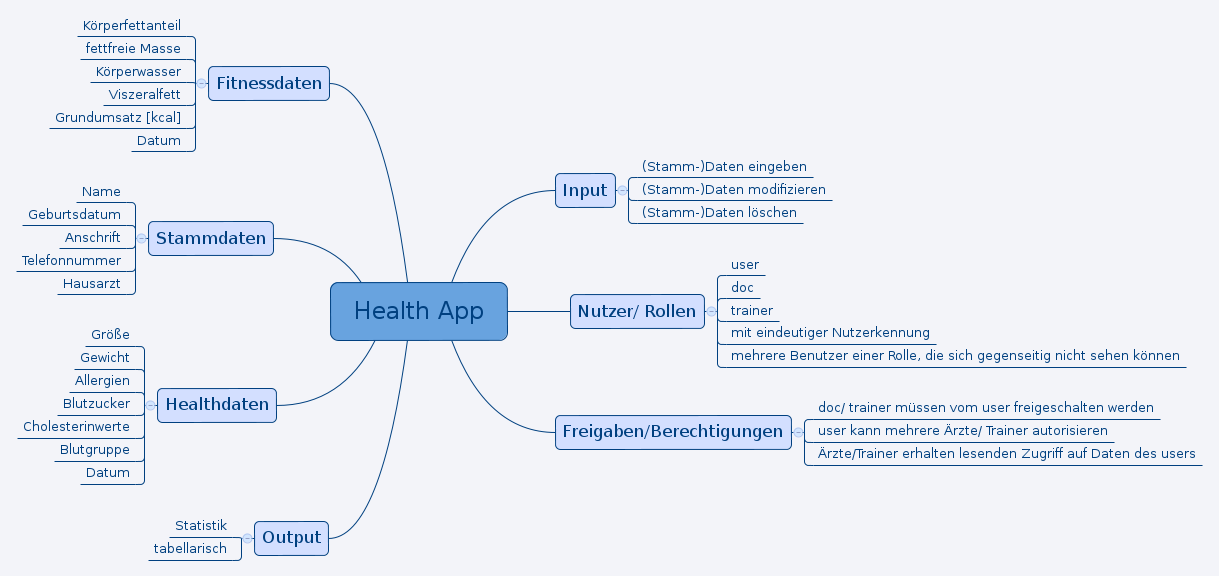 Health App
Fitnessdaten
Körperfettanteil
fettfreie Masse
Körperwasser
Viszeralfett
Grundumsatz [kcal]
Datum
Stammdaten
Name
Geburtsdatum
Anschrift
Telefonnummer
Hausarzt
Healthdaten
Größe
Gewicht
Allergien
Blutzucker
Cholesterinwerte
Blutgruppe
Datum
Output
Statistik
tabellarisch
Input
(Stamm-)Daten eingeben
(Stamm-)Daten modifizieren
(Stamm-)Daten löschen
Nutzer/ Rollen
user
doc
trainer
mit eindeutiger Nutzerkennung
mehrere Benutzer einer Rolle, die sich gegenseitig nicht sehen können
Freigaben/Berechtigungen
doc/ trainer müssen vom user freigeschalten werden
user kann mehrere Ärzte/ Trainer autorisieren
Ärzte/Trainer erhalten lesenden Zugriff auf Daten des users